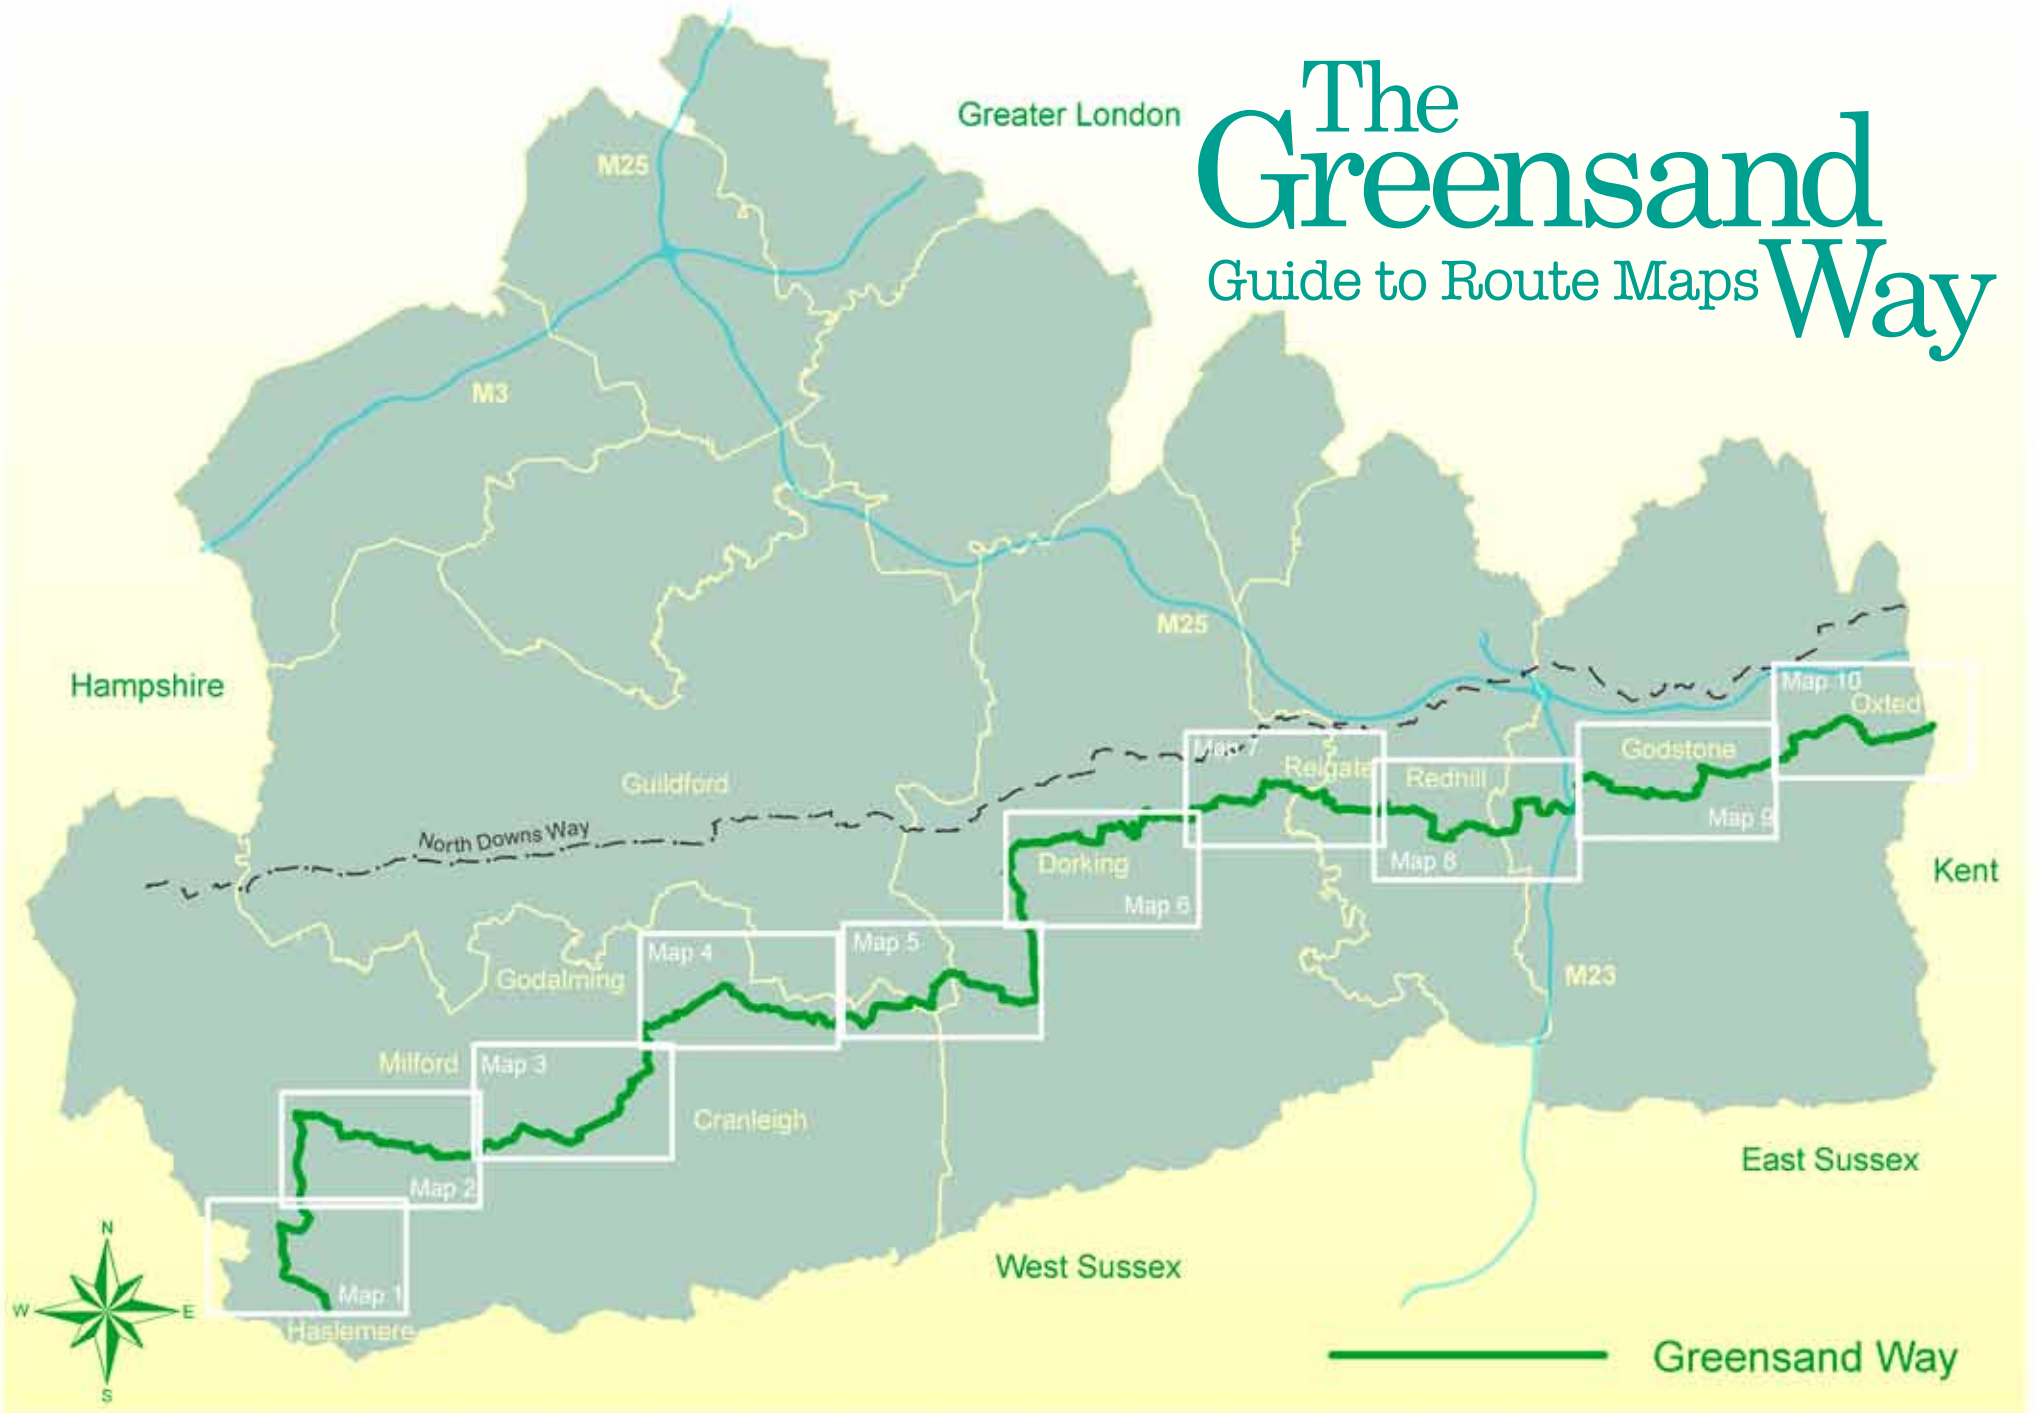 The
Greensand
Way
Guide to Route Maps
Greater London
M25
M3
M25
Hampshire
Map 10
Oxted
Map 7
Godstone
Reigate
Redhill
Guildford
North Downs Way
Map 9
Dorking
Map 8
Kent
Map 6
Map 5
Map 4
Godalming
M23
Milford
Map 3
Cranleigh
East Sussex
Map 2
N
West Sussex
Map 1
W
E
Haslemere
S
Greensand Way